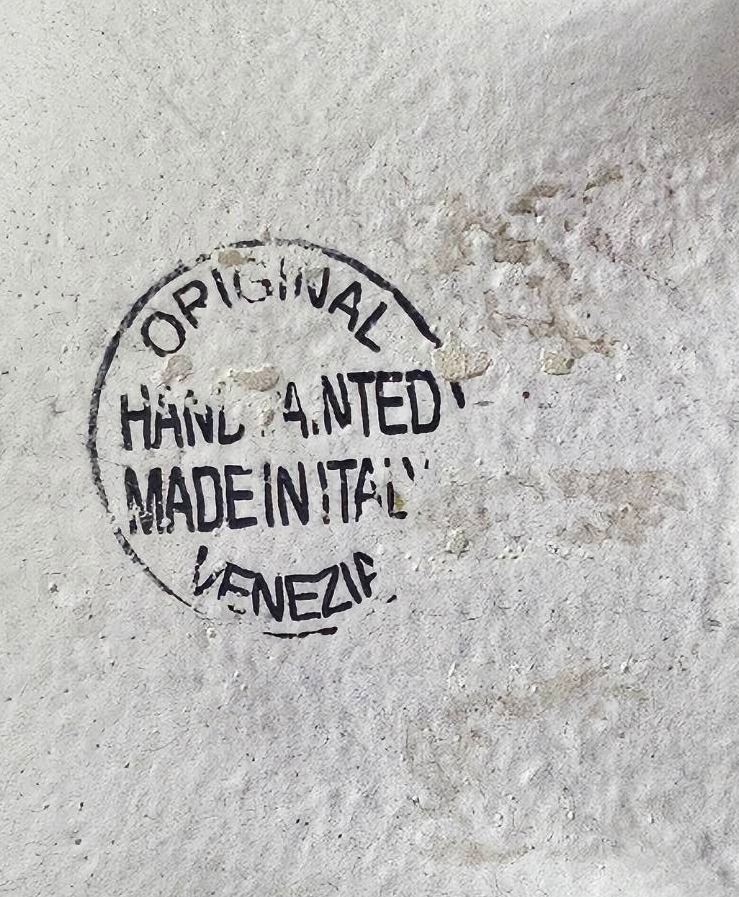 ORIGINAL
HAND PAINTED
MADE IN ITALY
VENEZIA